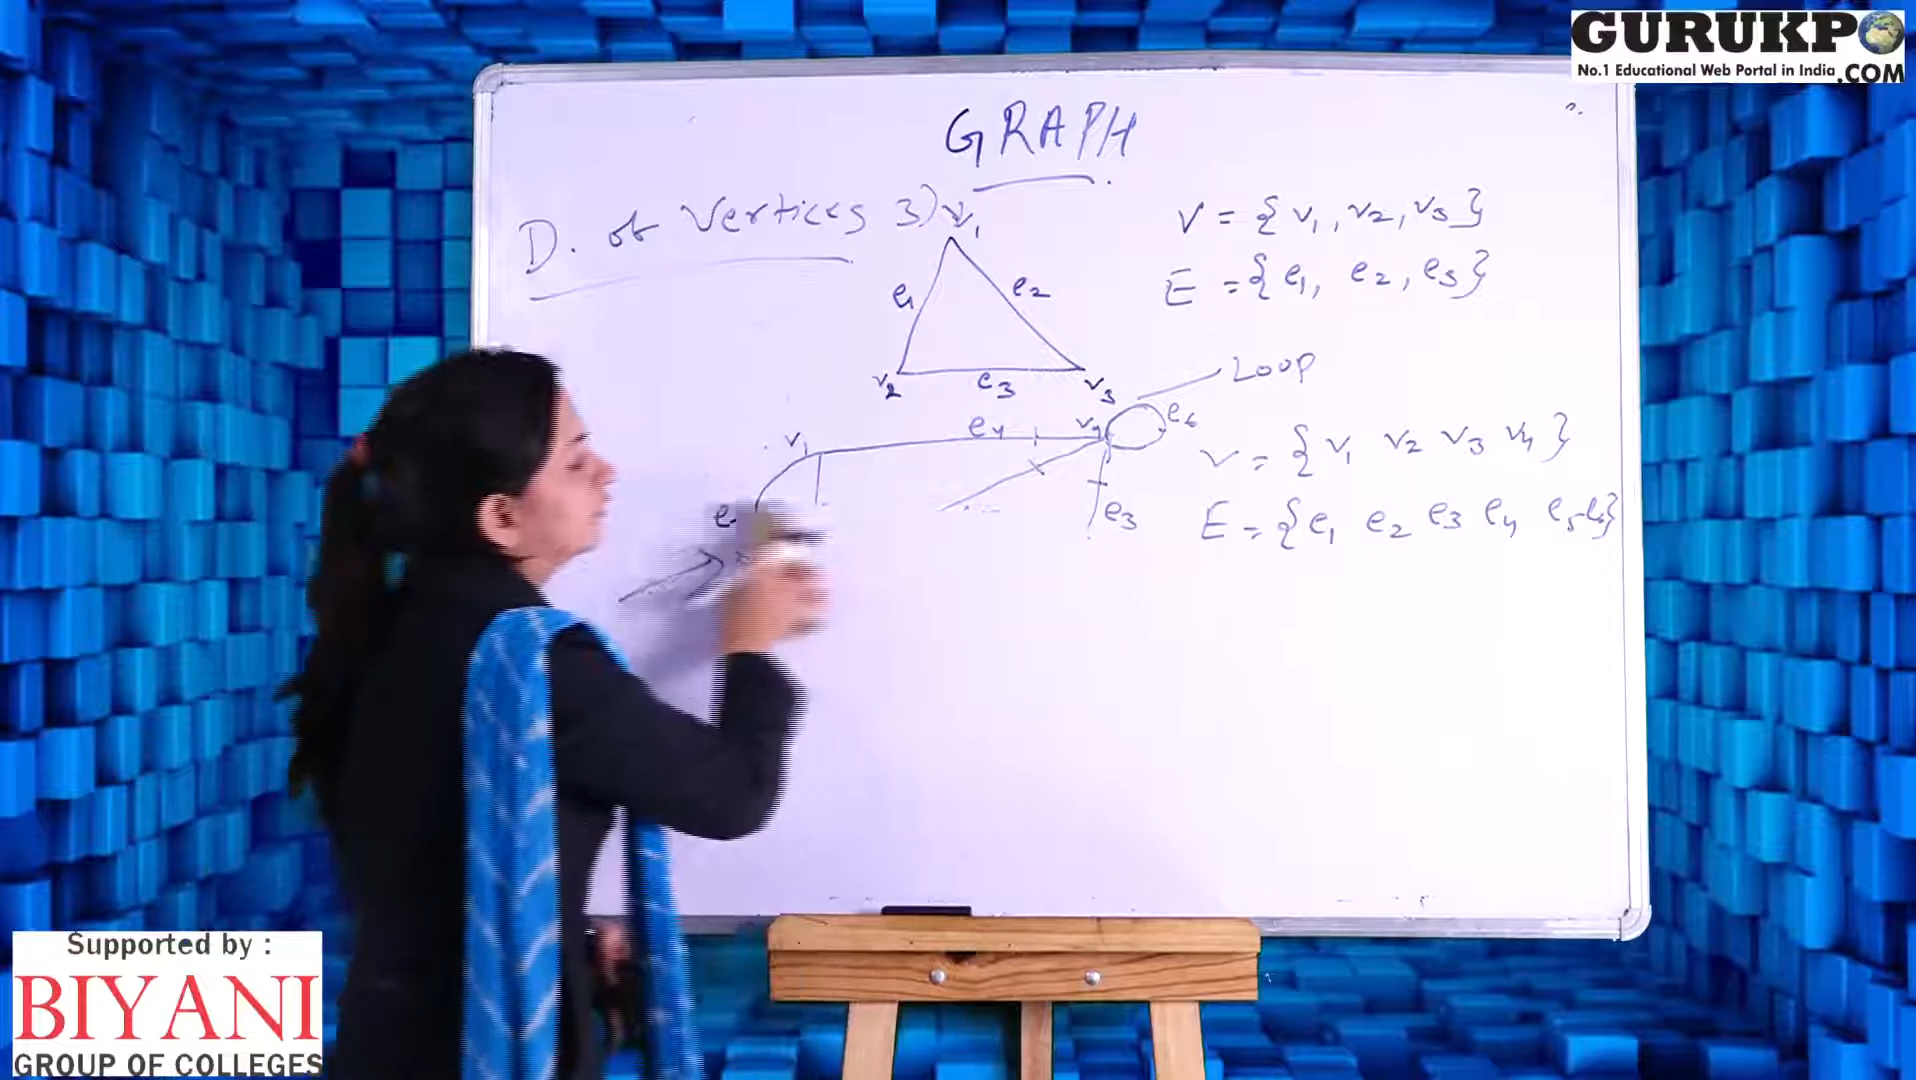 GURUKPO
No.1 Educational Web Portal in India .COM
GRAPH
D. of Vertices 3) v1
V = {v1, v2, v3}
E = {e1, e2, e3}
e1 e2
v2 e3 v3
Loop
v1 e4 v4 e6
V = {v1 v2 v3 v4}
e3
E = {e1 e2 e3 e4 e5 e6}
Supported by :
BIYANI
GROUP OF COLLEGES